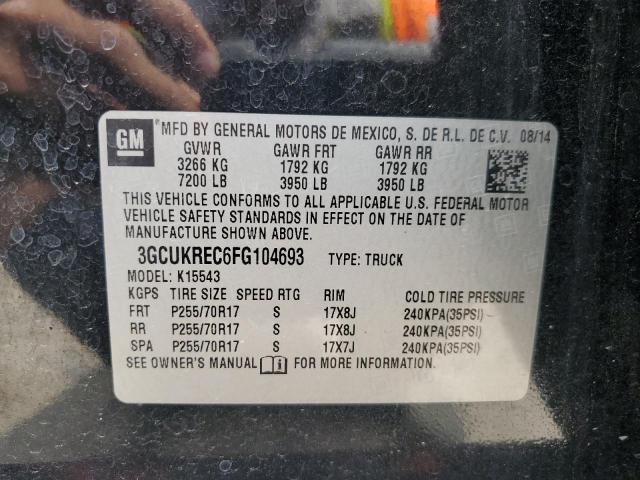 GM
MFD BY GENERAL MOTORS DE MEXICO, S. DE R.L. DE C.V. 08/14
GVWR GAWR FRT GAWR RR
3266 KG 1792 KG 1792 KG
7200 LB 3950 LB 3950 LB
THIS VEHICLE CONFORMS TO ALL APPLICABLE U.S. FEDERAL MOTOR
VEHICLE SAFETY STANDARDS IN EFFECT ON THE DATE OF
MANUFACTURE SHOWN ABOVE.
3GCUKREC6FG104693 TYPE: TRUCK
MODEL: K15543
KGPS TIRE SIZE SPEED RTG RIM COLD TIRE PRESSURE
FRT P255/70R17 S 17X8J 240KPA(35PSI)
RR P255/70R17 S 17X8J 240KPA(35PSI)
SPA P255/70R17 S 17X7J 240KPA(35PSI)
SEE OWNER'S MANUAL FOR MORE INFORMATION.